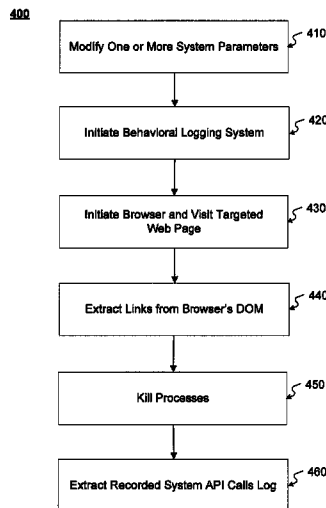 400
Modify One or More System Parameters
410
Initiate Behavioral Logging System
420
Initiate Browser and Visit Targeted
Web Page
430
Extract Links from Browser's DOM
440
Kill Processes
450
Extract Recorded System API Calls Log
460